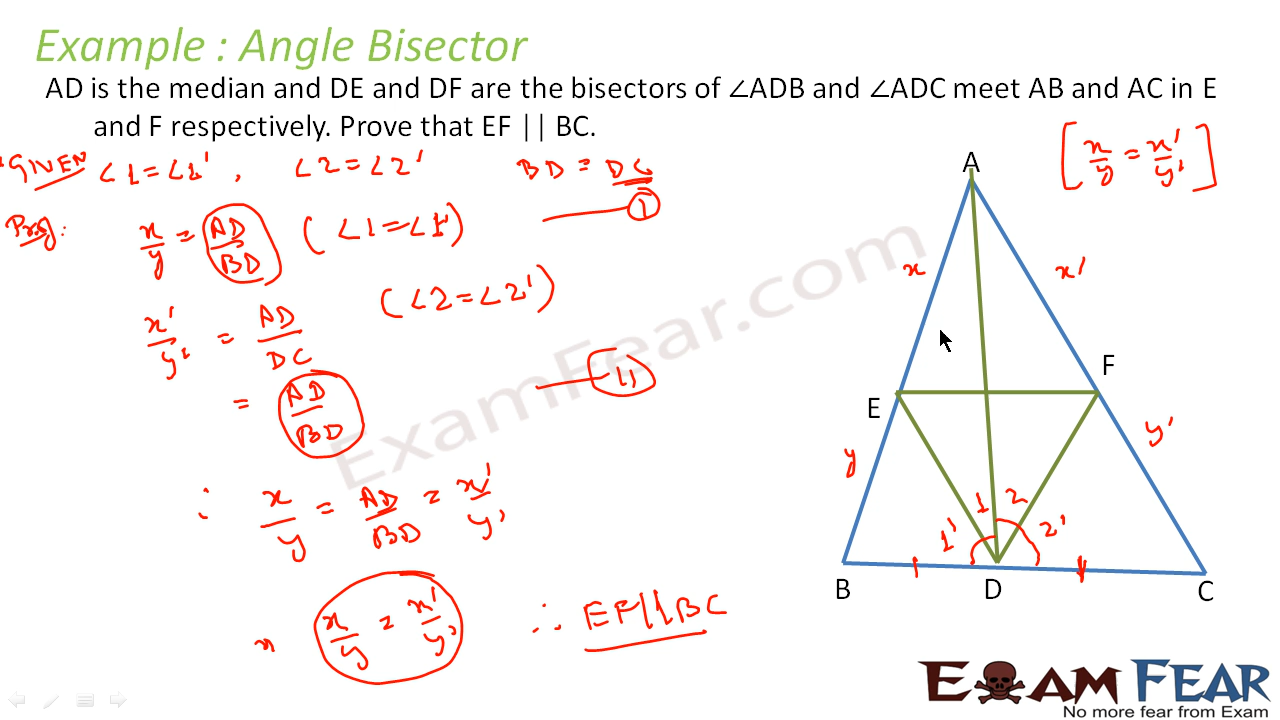 Example : Angle Bisector
AD is the median and DE and DF are the bisectors of ∠ADB and ∠ADC meet AB and AC in E
and F respectively. Prove that EF || BC.
GIVEN ∠1=∠1', ∠2=∠2' BD = DC
Prof: x/y = AD/BD (∠1=∠1') ① 
x'/y' = AD/DC (∠2=∠2')
= AD/BD ⑪
∴ x/y = AD/BD = x'/y'
x/y = x'/y' ∴ EF||BC
[x/y = x'/y']
A
x x'
F
E
y y'
1 2
1' 2'
B D C
ExamFear.com
EXAM FEAR
No more fear from Exam